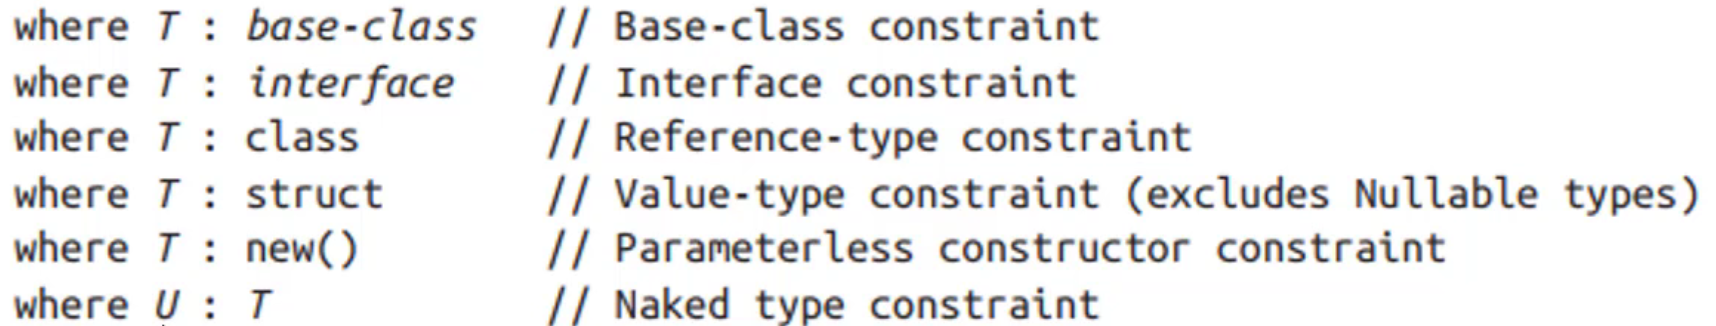 where T : base-class // Base-class constraint
where T : interface // Interface constraint
where T : class // Reference-type constraint
where T : struct // Value-type constraint (excludes Nullable types)
where T : new() // Parameterless constructor constraint
where U : T // Naked type constraint